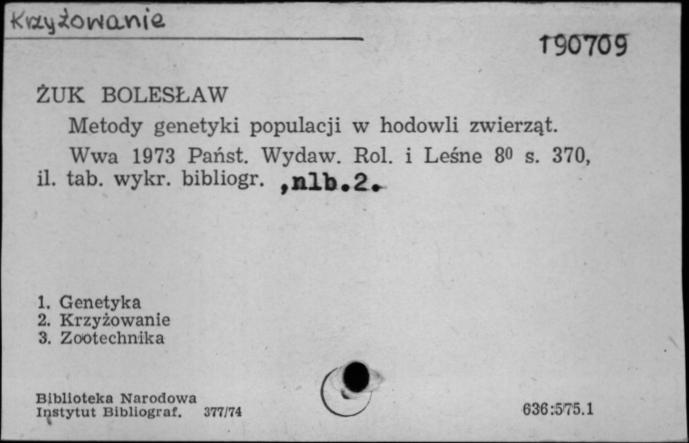 Krzyżowanie
190709
ŻUK BOLESŁAW
Metody genetyki populacji w hodowli zwierząt.
Wwa 1973 Państ. Wydaw. Rol. i Leśne 8⁰ s. 370,
il. tab. wykr. bibliogr. ,nlb.2.
1. Genetyka
2. Krzyżowanie
3. Zootechnika
Biblioteka Narodowa
Instytut Bibliograf. 377/74
636:575.1